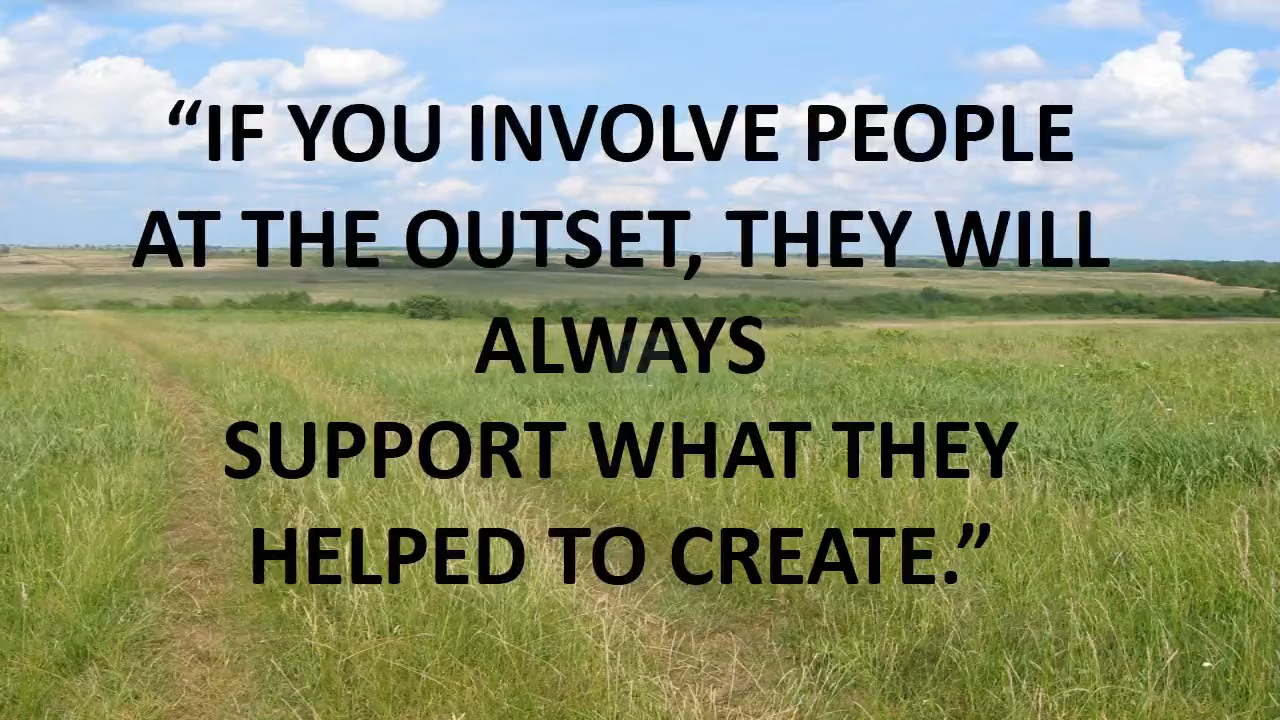 “IF YOU INVOLVE PEOPLE
AT THE OUTSET, THEY WILL
ALWAYS
SUPPORT WHAT THEY
HELPED TO CREATE.”